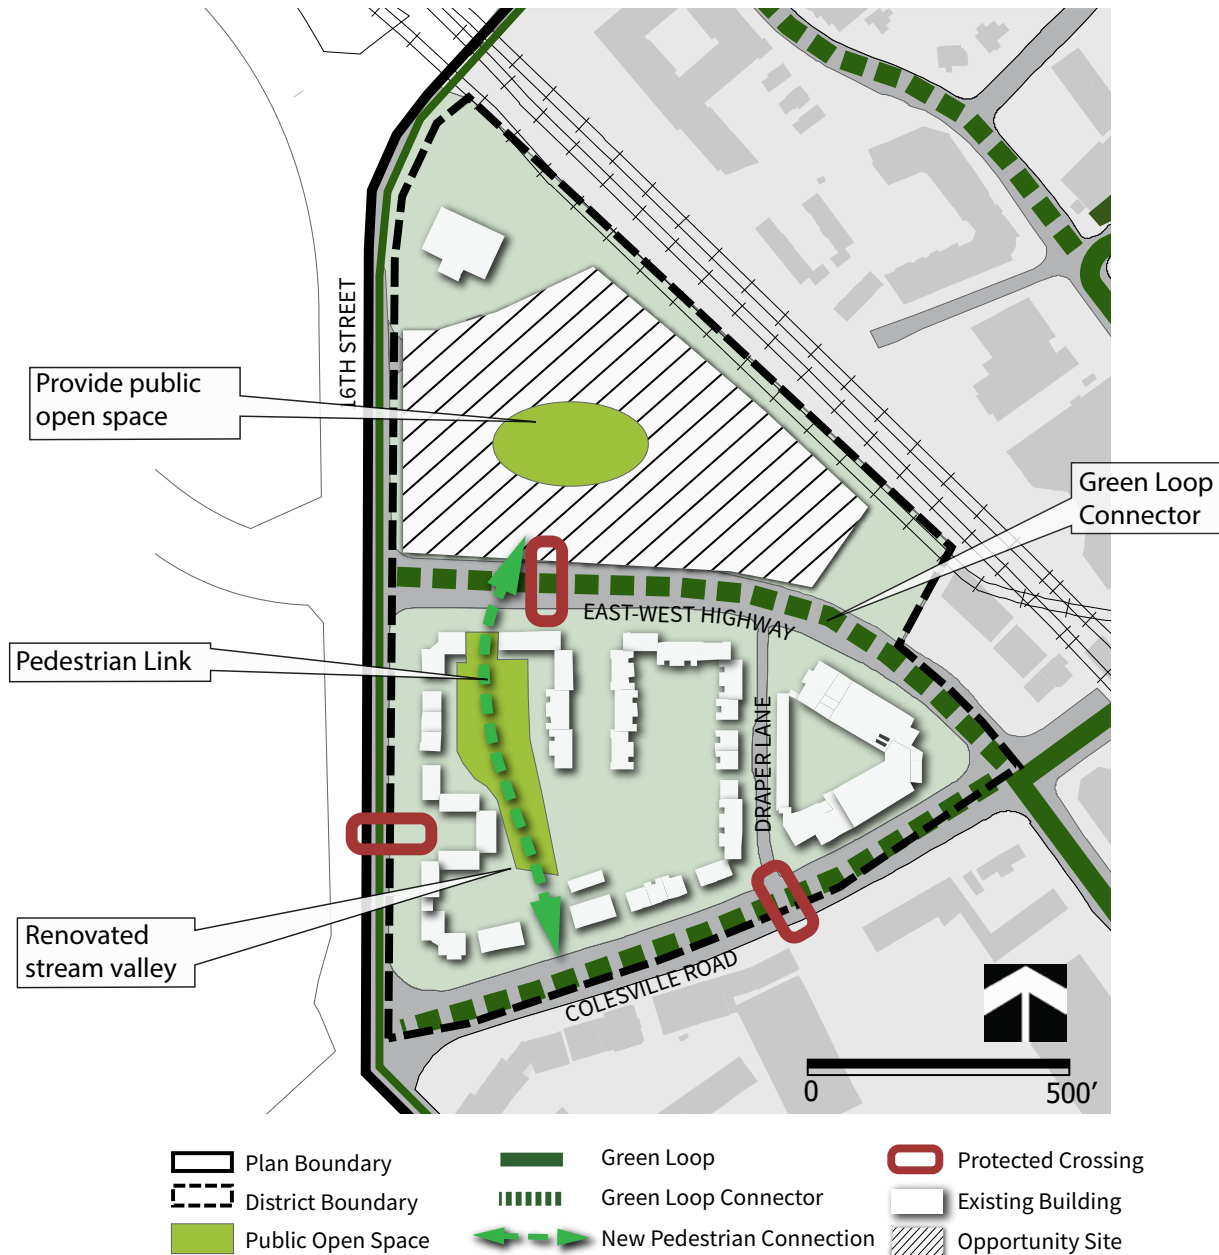 16TH STREET
Provide public
open space
Green Loop
Connector
EAST-WEST HIGHWAY
Pedestrian Link
DRAPER LANE
Renovated
stream valley
COLESVILLE ROAD
0
500′
Plan Boundary
District Boundary
Public Open Space
Green Loop
Green Loop Connector
New Pedestrian Connection
Protected Crossing
Existing Building
Opportunity Site